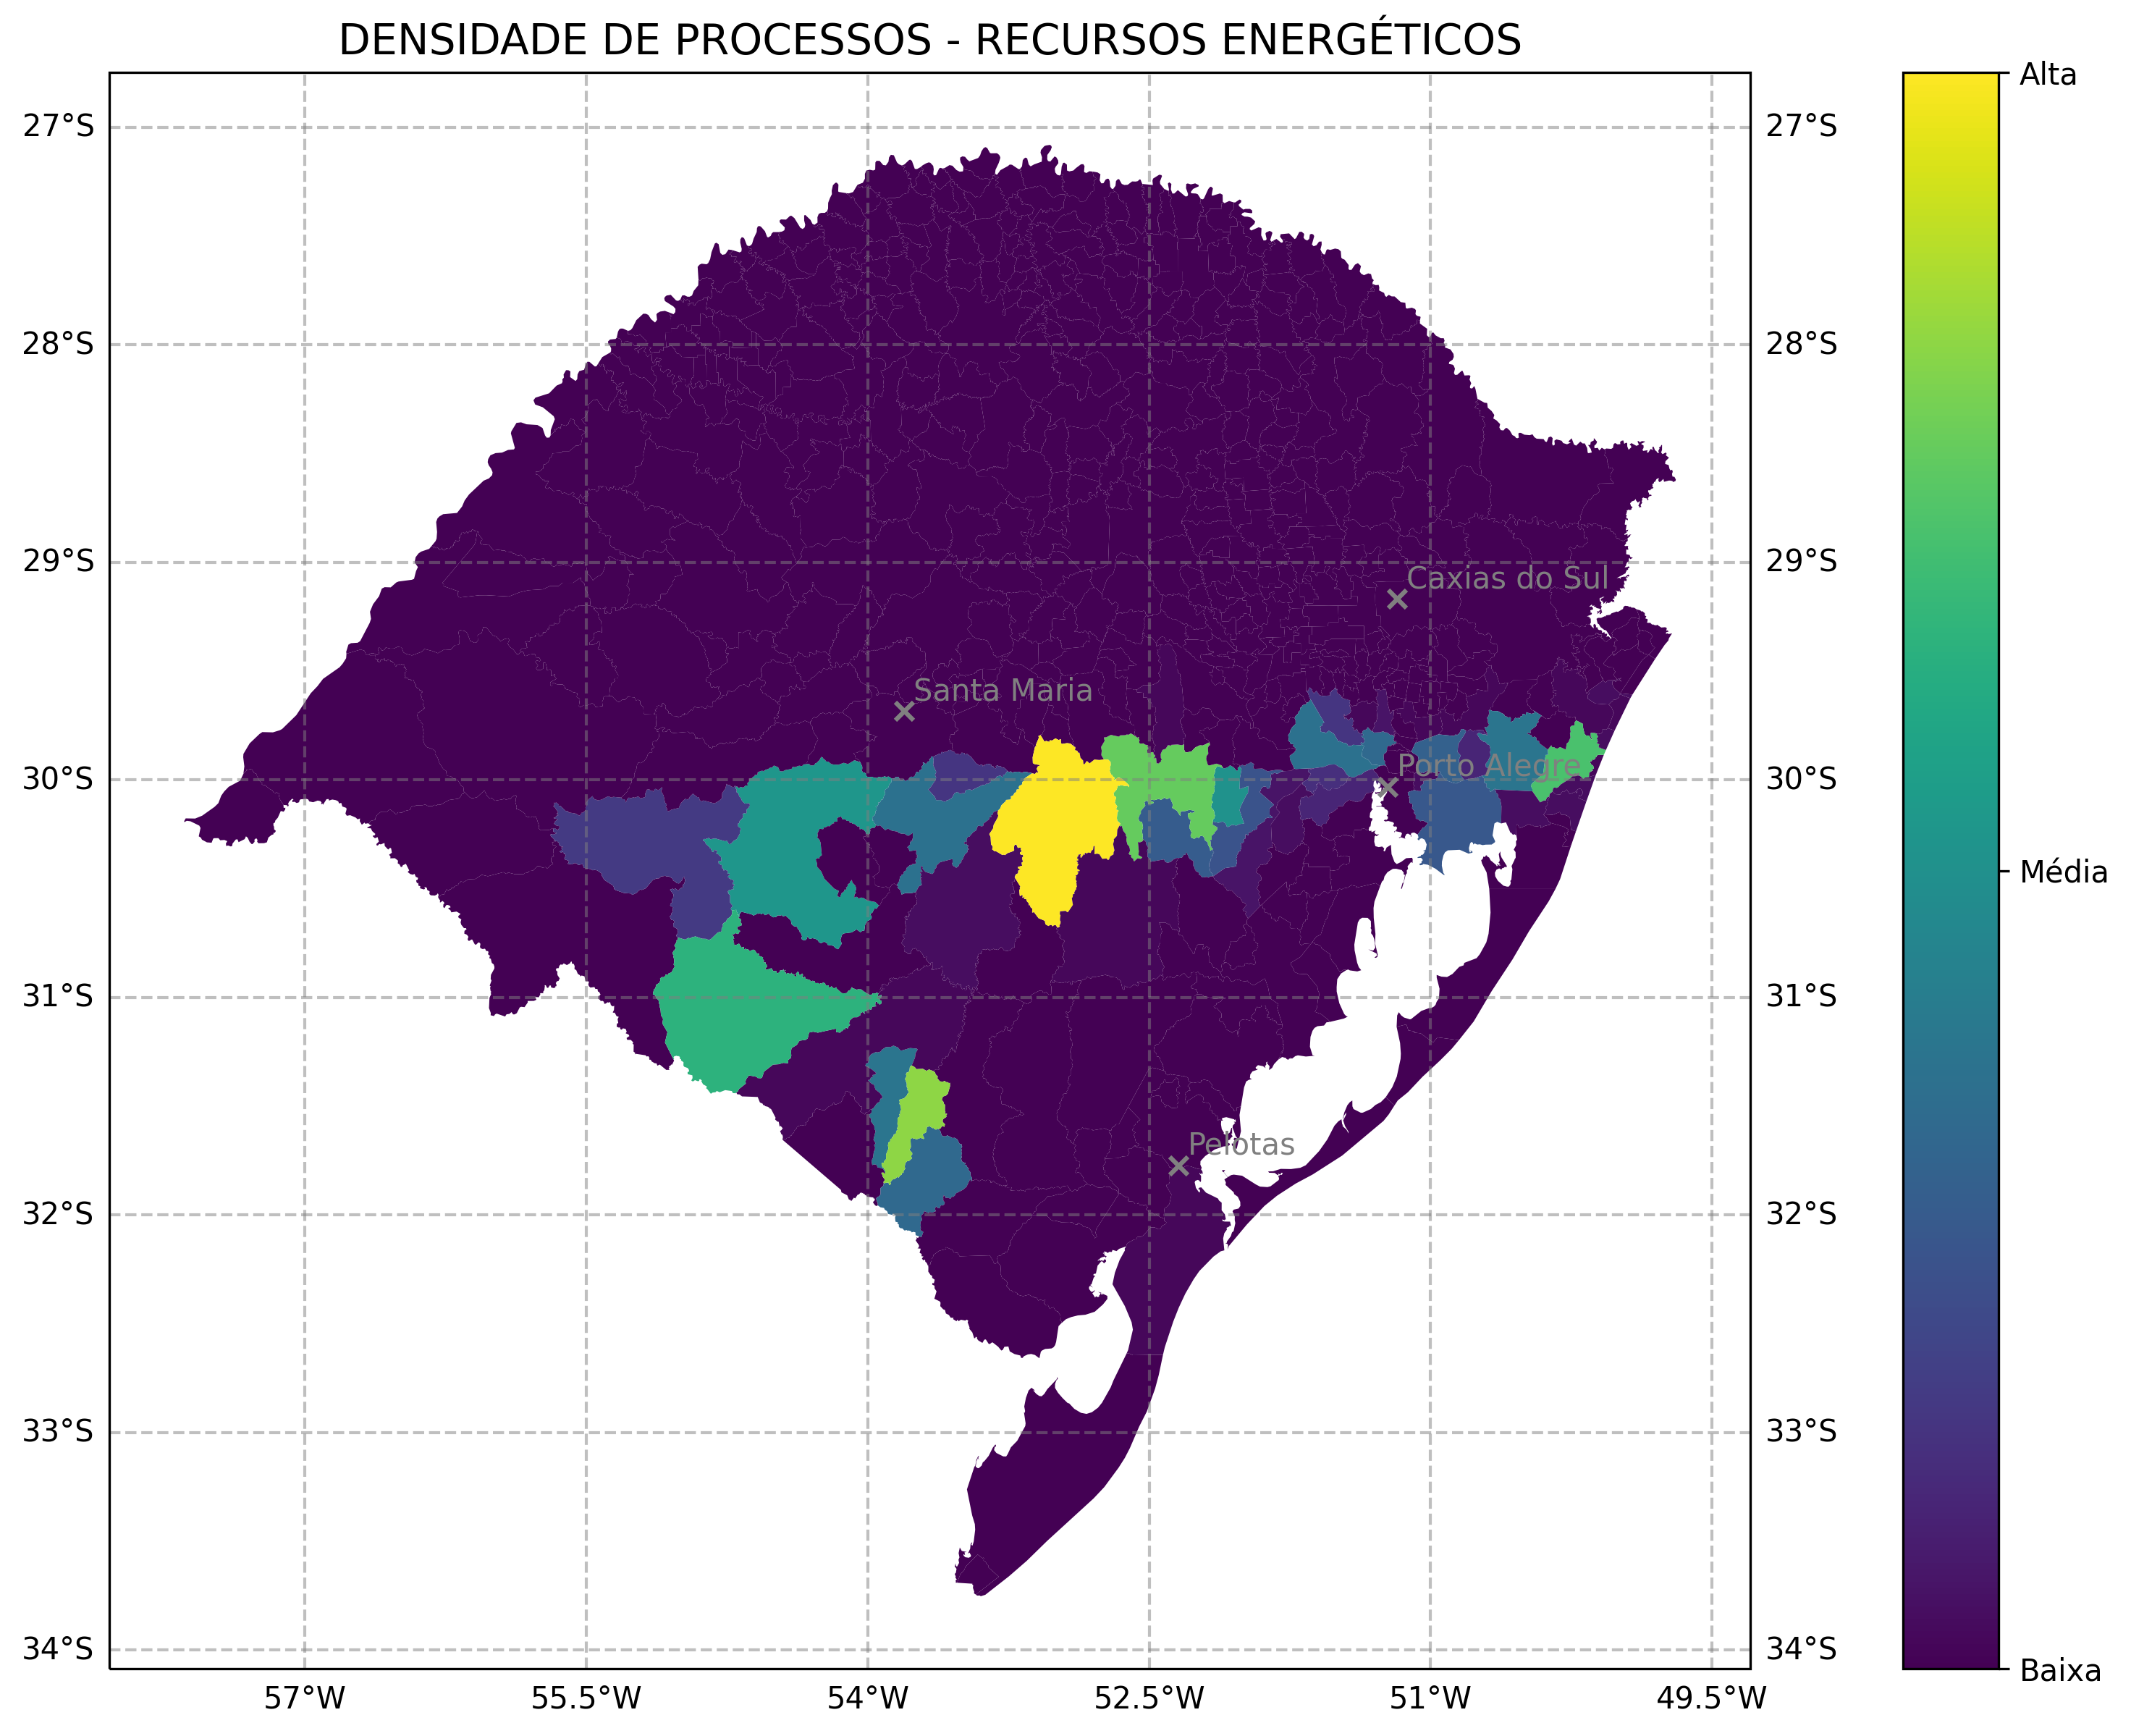 DENSIDADE DE PROCESSOS - RECURSOS ENERGÉTICOS
Alta
27°S
27°S
28°S
28°S
29°S
29°S
Caxias do Sul
Santa Maria
Porto Alegre
30°S
30°S
Média
31°S
31°S
Pelotas
32°S
32°S
33°S
33°S
34°S
34°S
Baixa
57°W
55.5°W
54°W
52.5°W
51°W
49.5°W